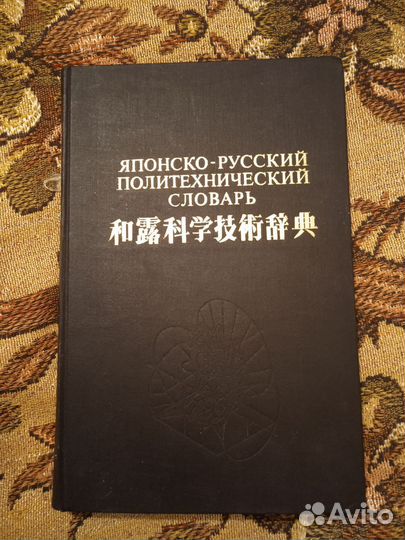 ЯПОНСКО-РУССКИЙ
ПОЛИТЕХНИЧЕСКИЙ
СЛОВАРЬ
和露科学技術辞典
Avito